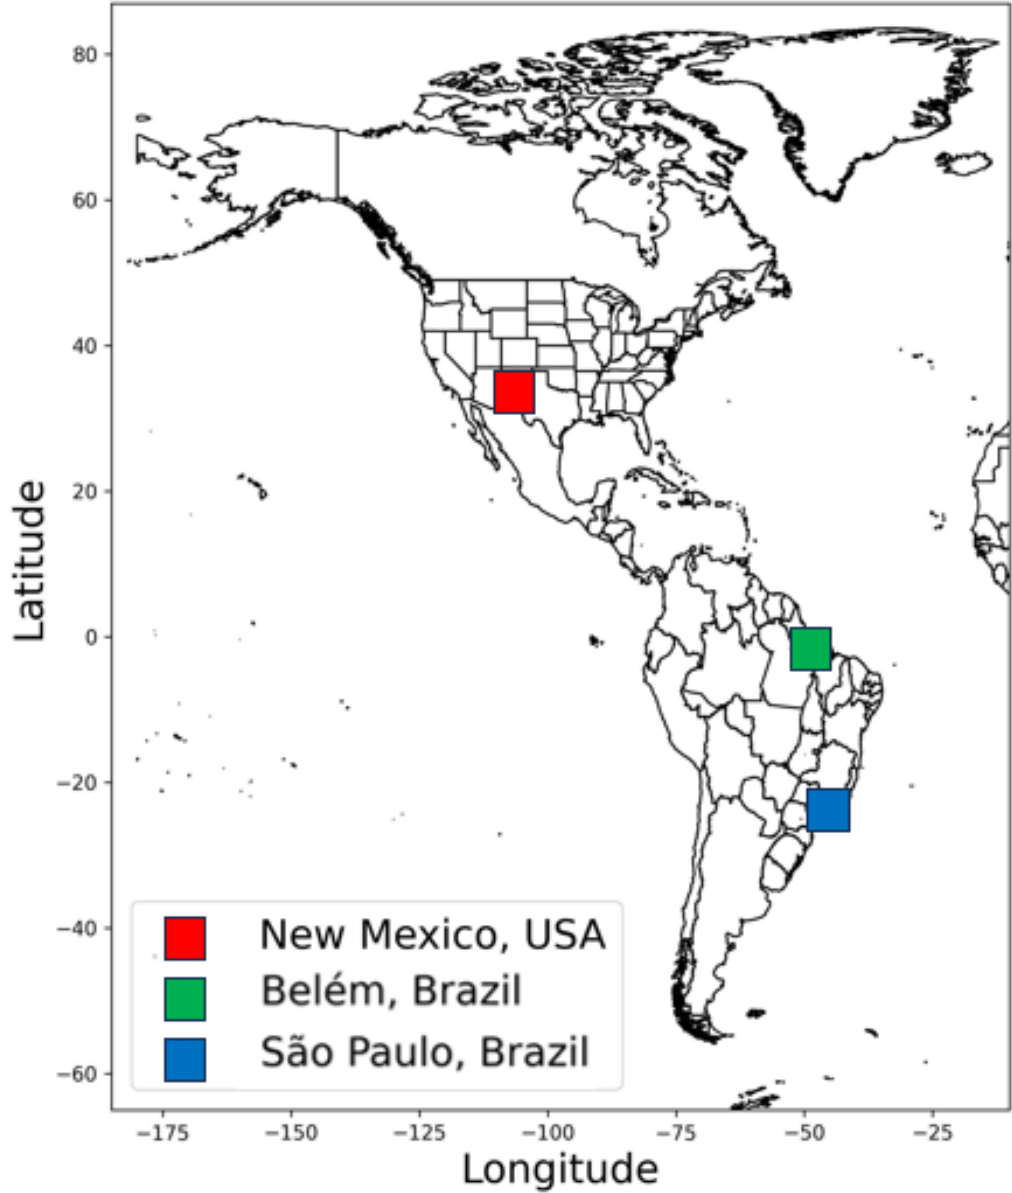 80
60
40
20
0
−20
−40
−60
Latitude
New Mexico, USA
Belém, Brazil
São Paulo, Brazil
−175 −150 −125 −100 −75 −50 −25
Longitude